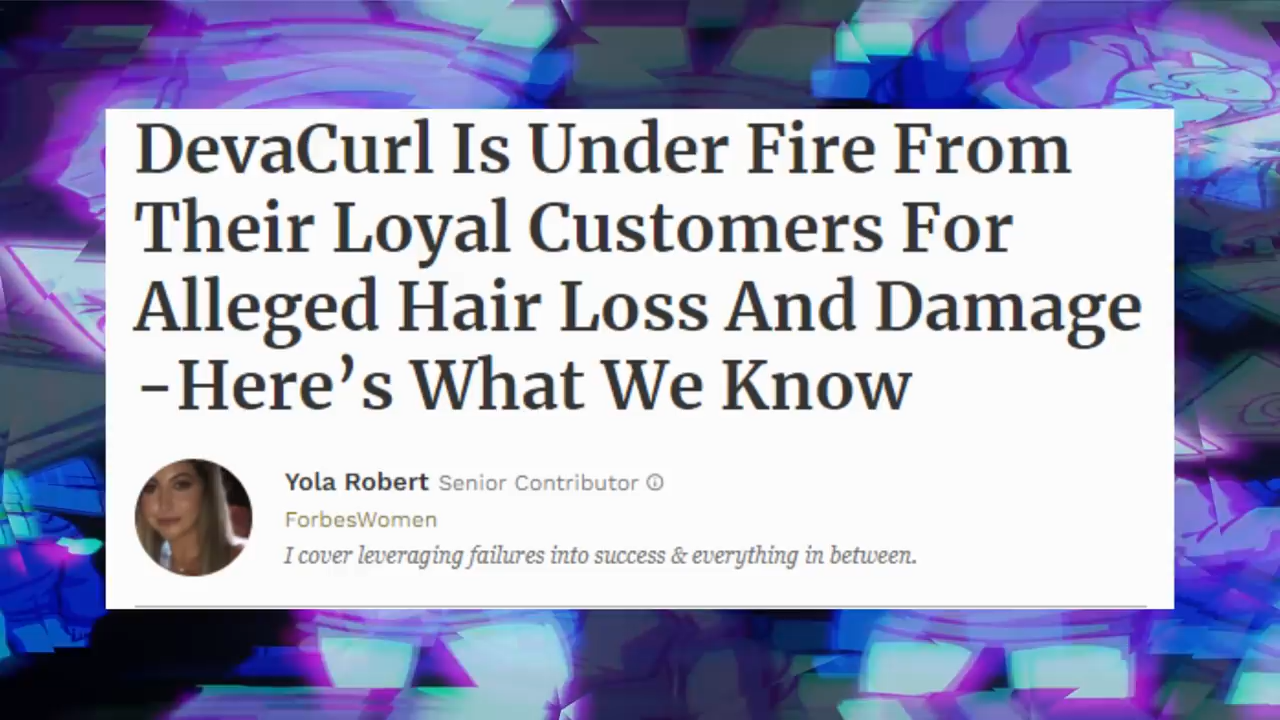 DevaCurl Is Under Fire From
Their Loyal Customers For
Alleged Hair Loss And Damage
–Here’s What We Know
Yola Robert Senior Contributor
ForbesWomen
I cover leveraging failures into success & everything in between.